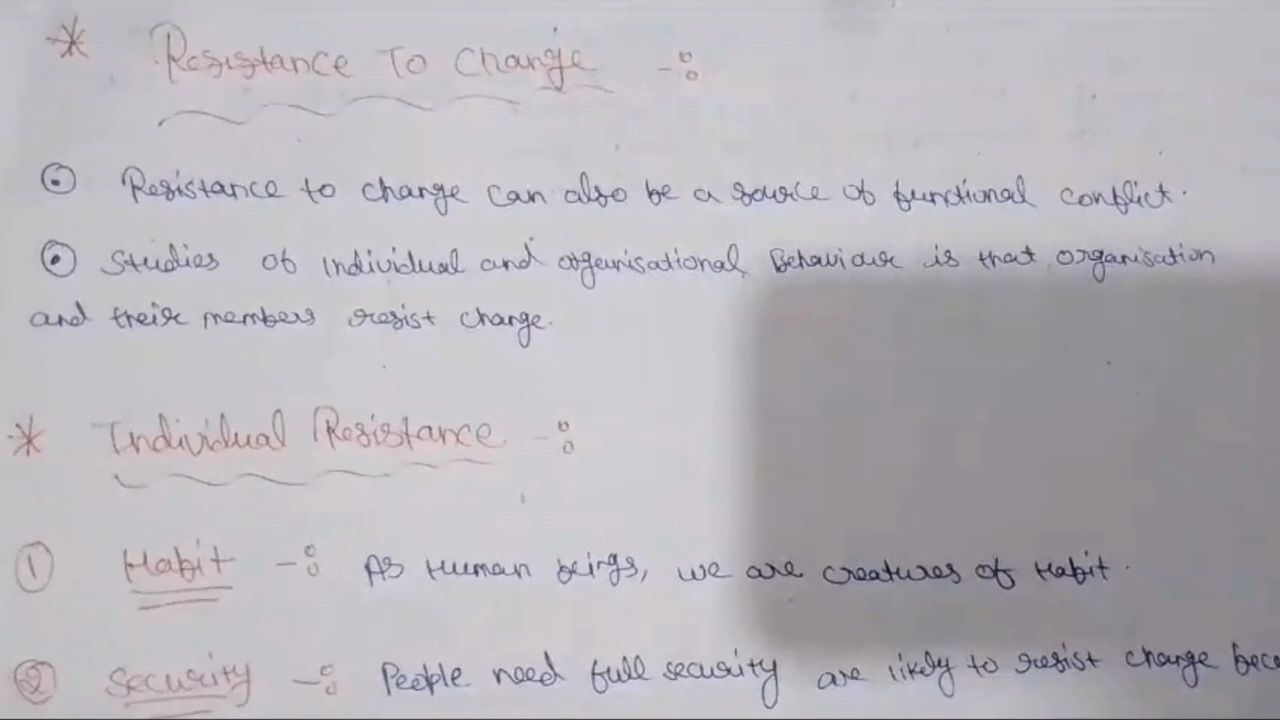 * Resistance To Change -:
⊙ Resistance to change can also be a source of functional conflict.
⊙ Studies of individual and organisational Behaviour is that organisation
and their members resist change.
* Individual Resistance -:
① Habit -: As Human beings, we are creatures of Habit.
② Security -: People need full security are likely to resist change beca